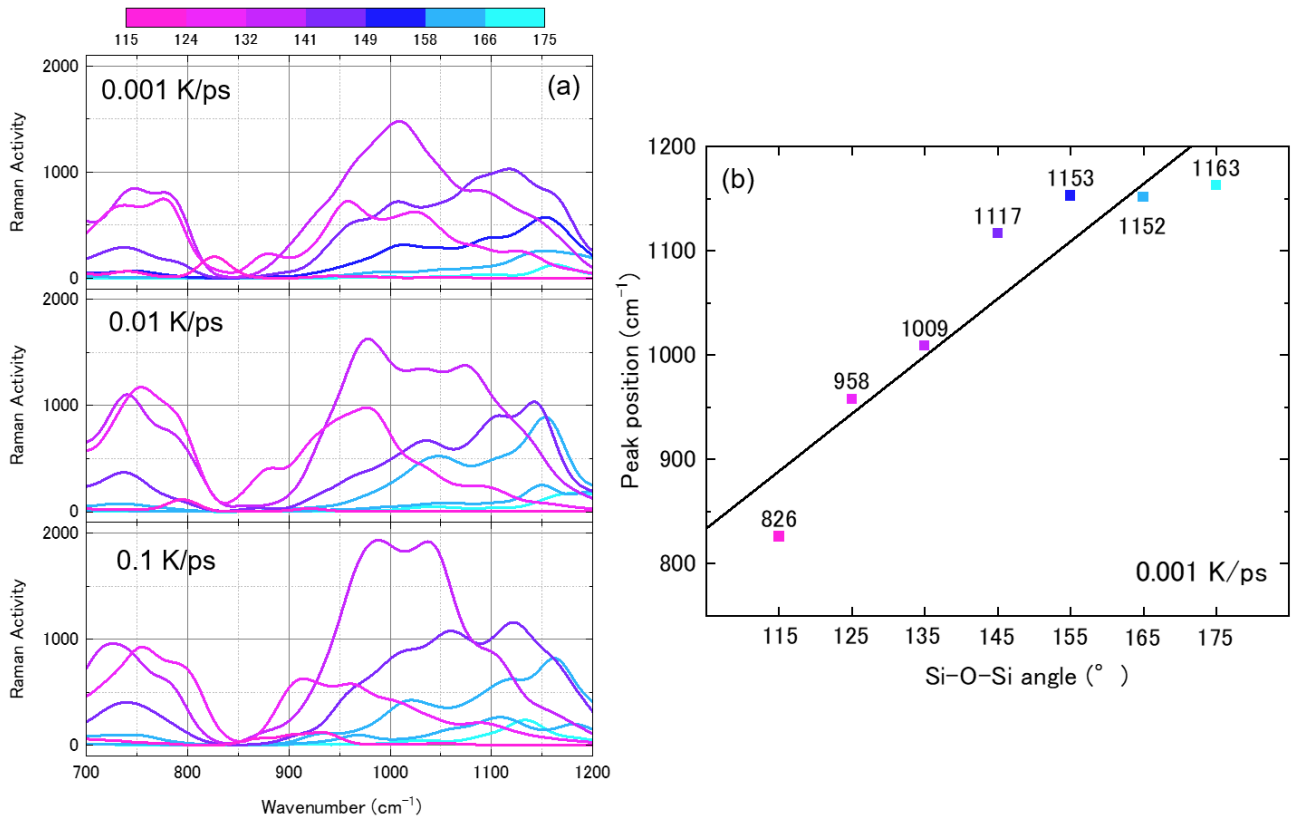 115 124 132 141 149 158 166 175
(a)
0.001 K/ps
Raman Activity
2000
1000
0
0.01 K/ps
Raman Activity
2000
1000
0
0.1 K/ps
Raman Activity
2000
1000
0
700 800 900 1000 1100 1200
Wavenumber (cm⁻¹)
(b)
Peak position (cm⁻¹)
1200
1100
1000
900
800
826
958
1009
1117
1153
1152
1163
0.001 K/ps
115 125 135 145 155 165 175
Si-O-Si angle (°)